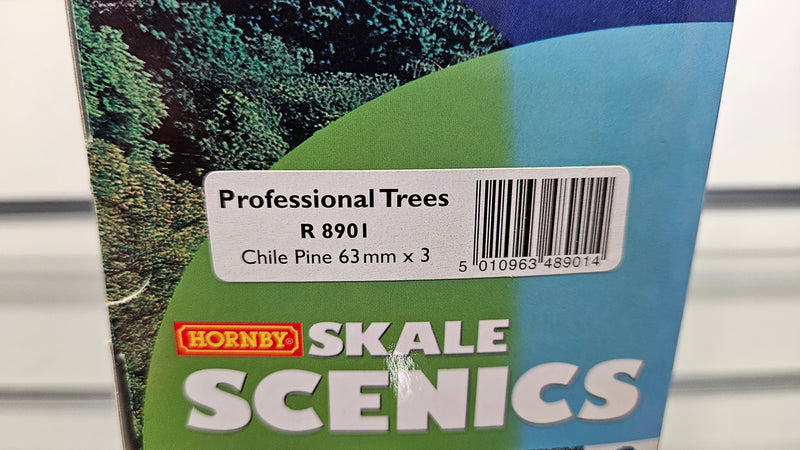 Professional Trees
R 8901
Chile Pine 63mm x 3
5 010963 489014
HORNBY® SKALE
SCENICS